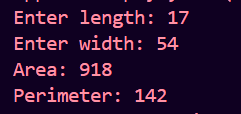 Enter length: 17
Enter width: 54
Area: 918
Perimeter: 142